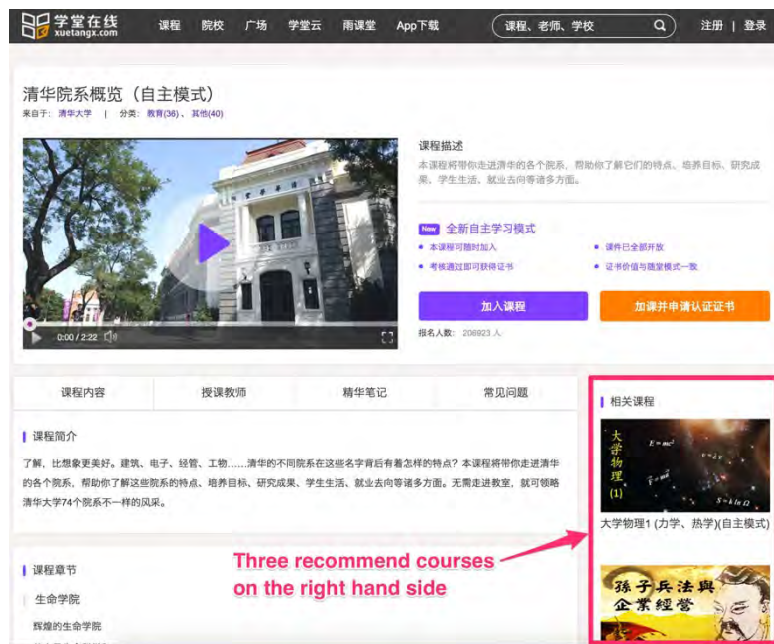 学堂在线
xuetangx.com
课程 院校 广场 学堂云 雨课堂 App下载
课程、老师、学校
注册 | 登录
清华院系概览（自主模式）
来自于: 清华大学 | 分类: 教育(36)、其他(40)
课程描述
本课程将带你走进清华的各个院系，帮助你了解它们的特点、培养目标、研究成
果、学生生活、就业去向等诸多方面。
New 全新自主学习模式
本课程可随时加入
课件已全部开放
考核通过即可获得证书
证书价值与随堂模式一致
加入课程
加课并申请认证证书
报名人数: 206923 人
0:00 / 2:22
课程内容 授课教师 精华笔记 常见问题
课程简介
了解，比想象更美好。建筑、电子、经管、工物……清华的不同院系在这些名字背后有着怎样的特点？本课程将带你走进清华
的各个院系，帮助你了解这些院系的特点、培养目标、研究成果、学生生活、就业去向等诸多方面。无需走进教室，就可领略
清华大学74个院系不一样的风采。
课程章节
生命学院
辉煌的生命学院
Three recommend courses
on the right hand side
相关课程
大学物理
(1)
E=mc²
S=k ln Ω
大学物理1 (力学、热学)(自主模式)
孫子兵法與
企業經營